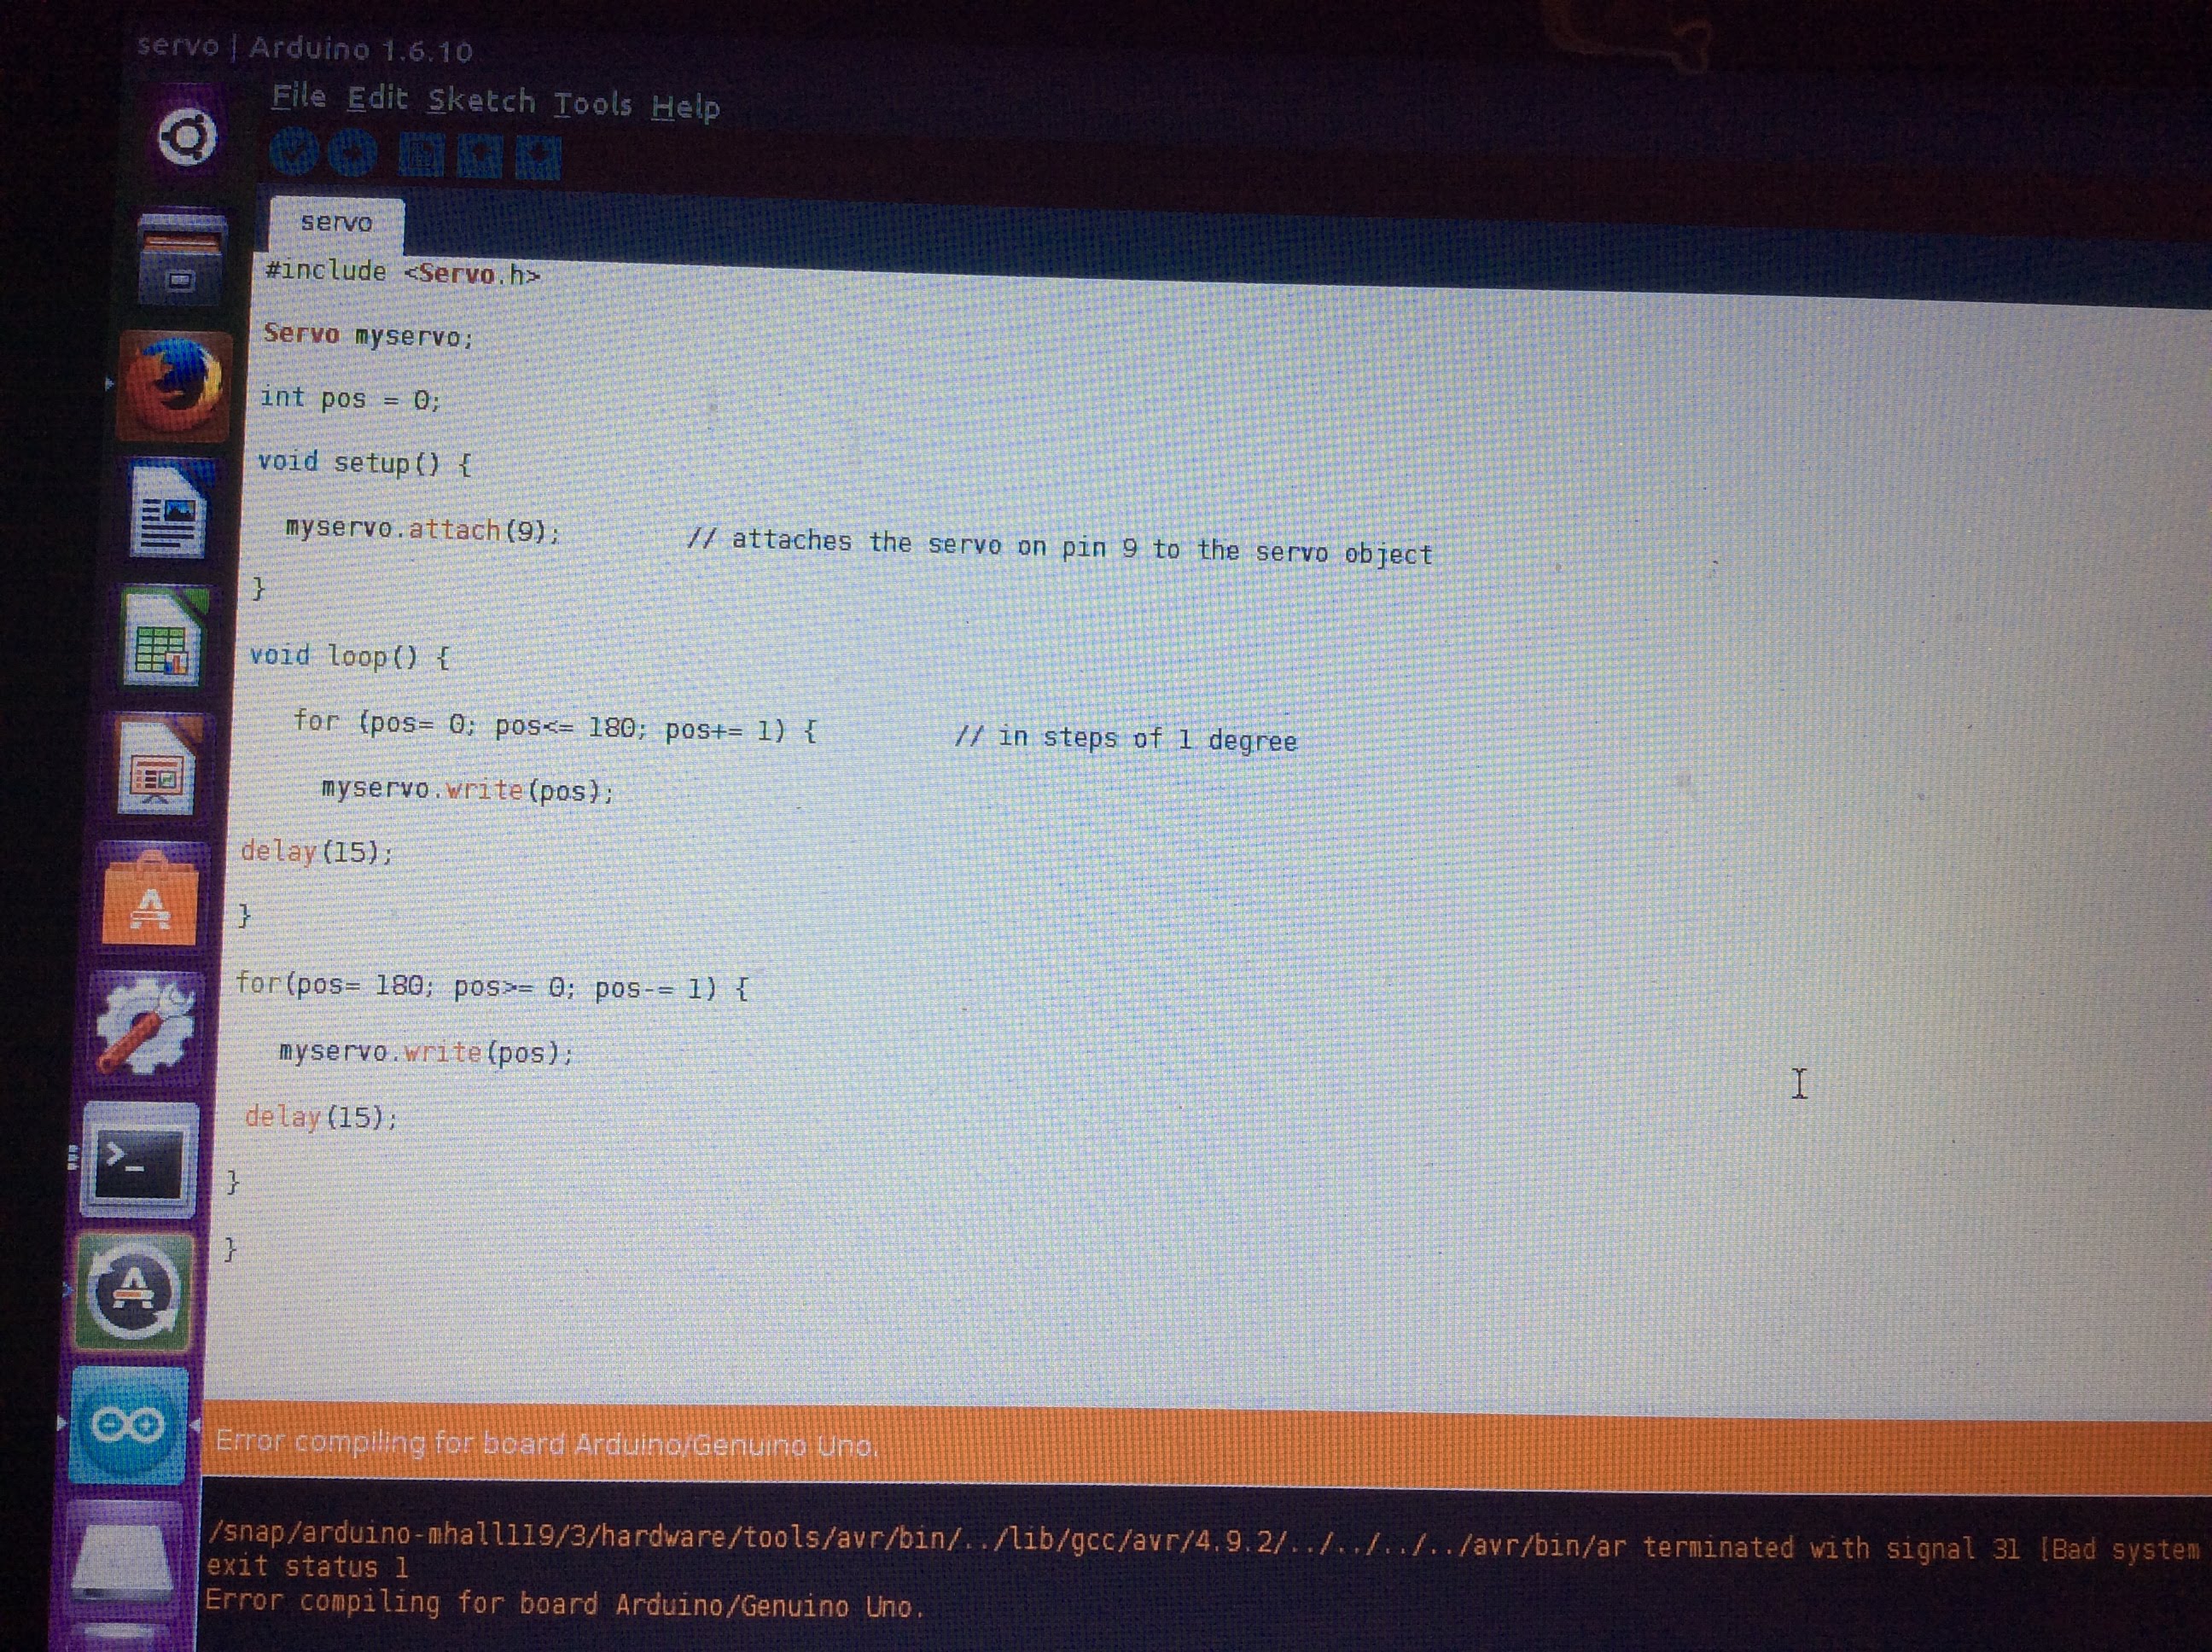 servo | Arduino 1.6.10
File Edit Sketch Tools Help
servo
#include <Servo.h>
Servo myservo;
int pos = 0;
void setup() {
myservo.attach(9); // attaches the servo on pin 9 to the servo object
}
void loop() {
for (pos= 0; pos<= 180; pos+= 1) { // in steps of 1 degree
myservo.write(pos);
delay(15);
}
for(pos= 180; pos>= 0; pos-= 1) {
myservo.write(pos);
delay(15);
}
}
Error compiling for board Arduino/Genuino Uno.
/snap/arduino-mhall119/3/hardware/tools/avr/bin/../lib/gcc/avr/4.9.2/../../../../avr/bin/ar terminated with signal 31 [Bad system
exit status 1
Error compiling for board Arduino/Genuino Uno.